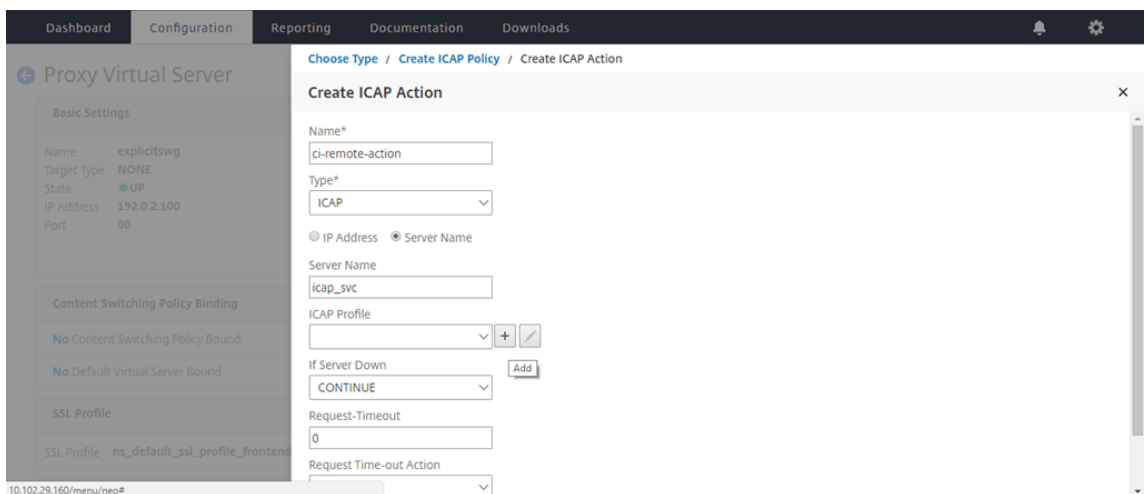 Dashboard Configuration Reporting Documentation Downloads
Proxy Virtual Server
Basic Settings
Name explicitswg
Target Type NONE
State UP
IP Address 192.0.2.100
Port 80
Content Switching Policy Binding
No Content Switching Policy Bound
No Default Virtual Server Bound
SSL Profile
SSL Profile ns_default_ssl_profile_frontend
10.102.29.160/menu/neo#
Choose Type / Create ICAP Policy / Create ICAP Action
Create ICAP Action
Name*
ci-remote-action
Type*
ICAP
IP Address Server Name
Server Name
icap_svc
ICAP Profile
Add
If Server Down
CONTINUE
Request-Timeout
0
Request Time-out Action